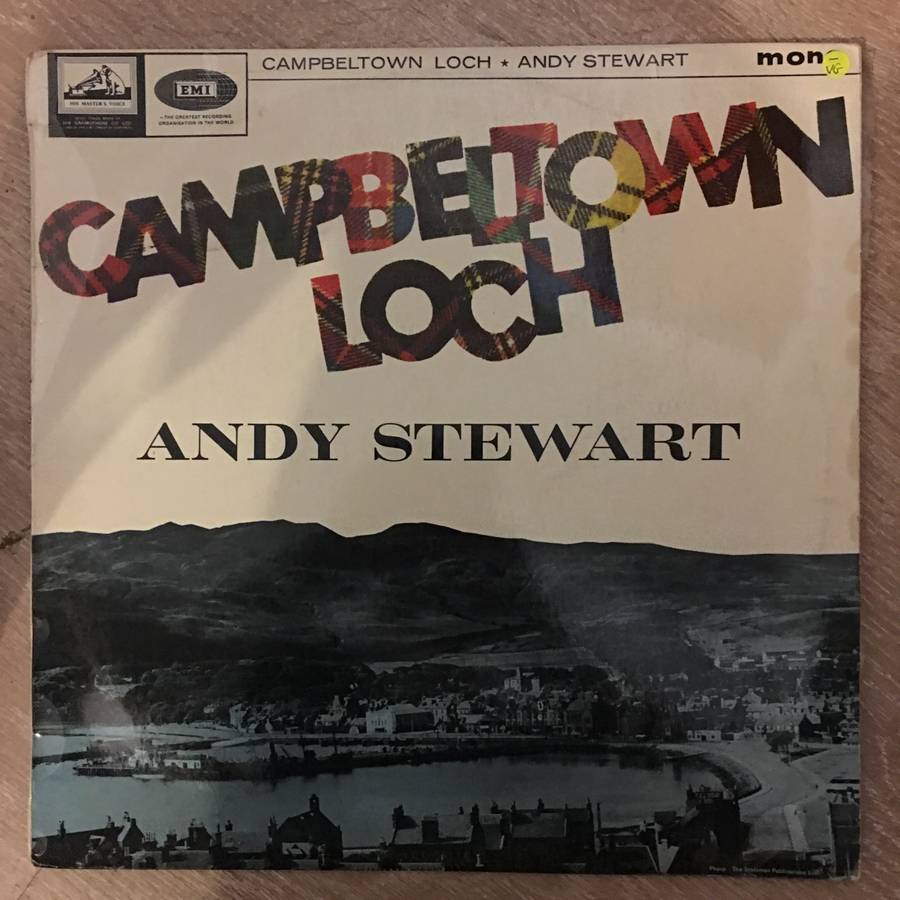 CAMPBELTOWN LOCH ★ ANDY STEWART
mono
VG
HIS MASTER'S VOICE
EMI
THE GREATEST RECORDING
ORGANISATION IN THE WORLD
CAMPBELTOWN
LOCH
ANDY STEWART